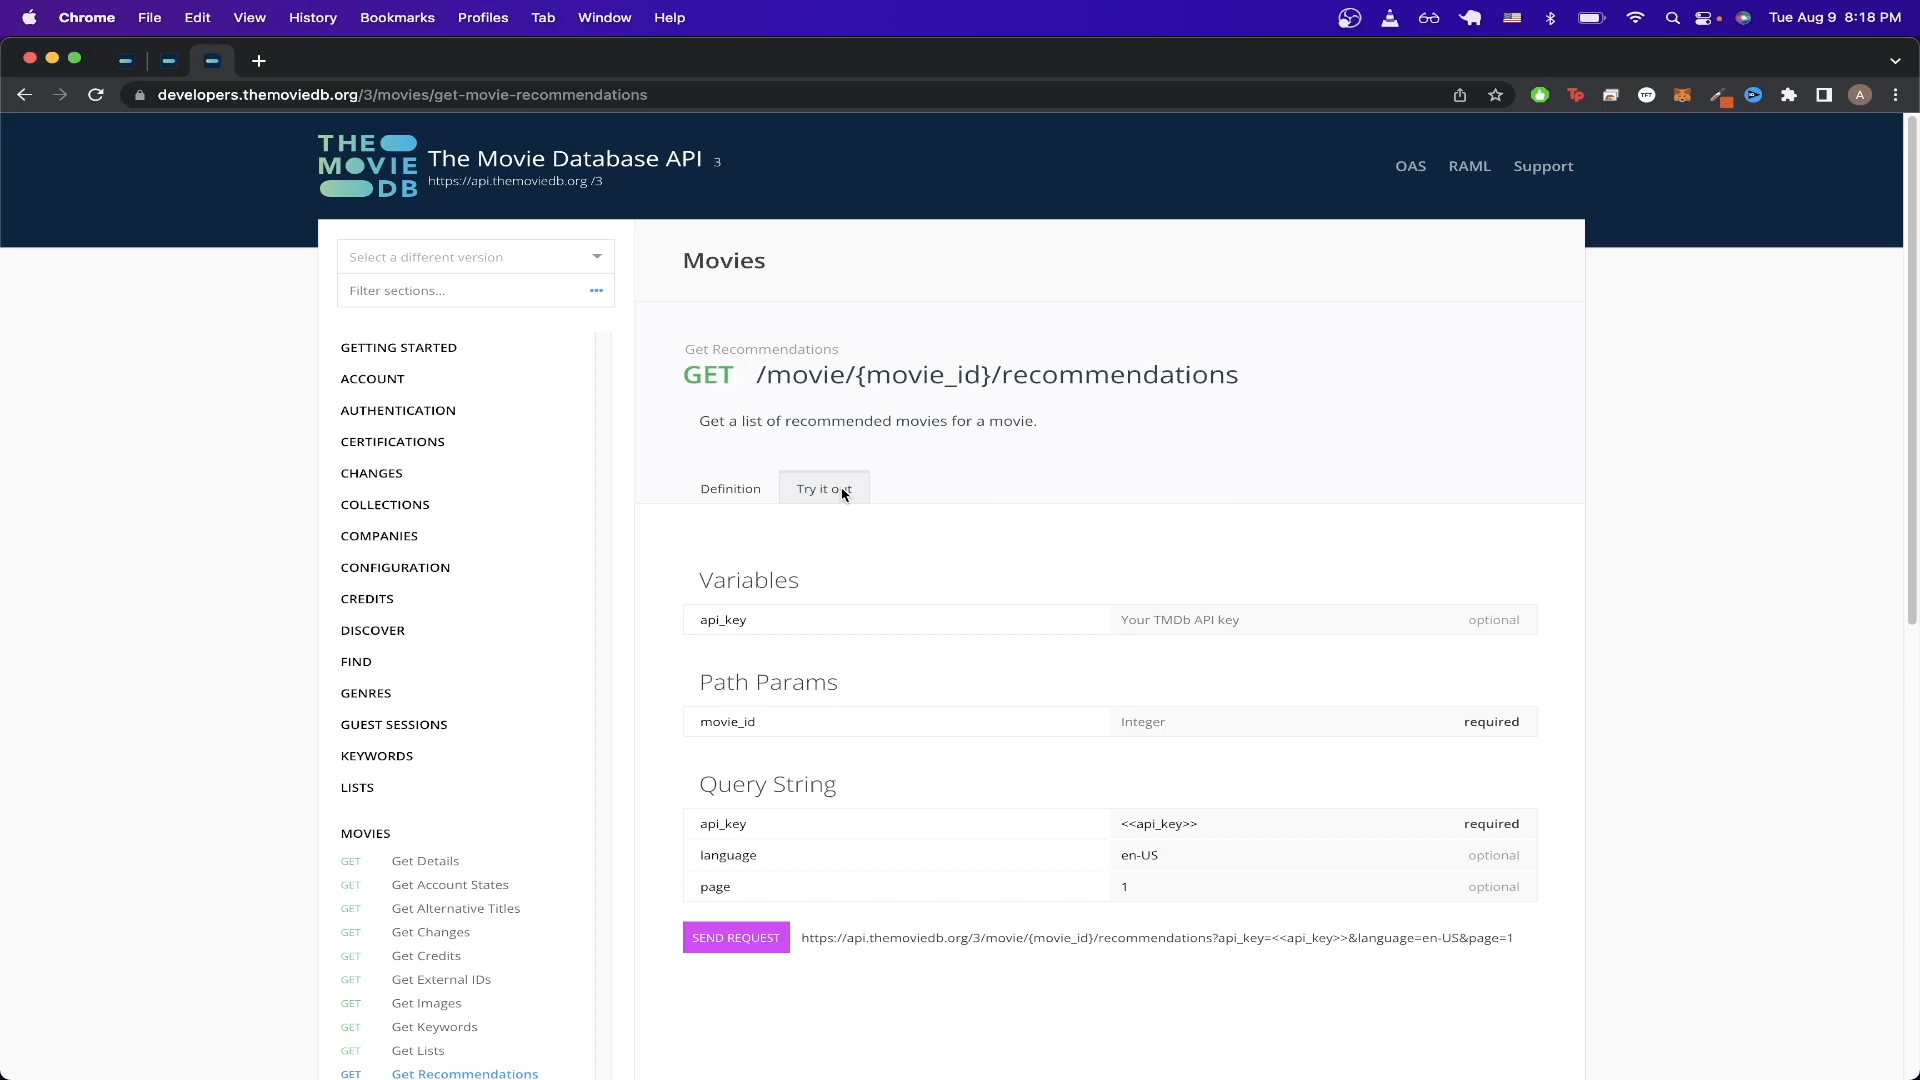 Chrome File Edit View History Bookmarks Profiles Tab Window Help Tue Aug 9 8:18 PM
developers.themoviedb.org/3/movies/get-movie-recommendations
THE MOVIE DB
The Movie Database API 3
https://api.themoviedb.org /3
OAS RAML Support
Select a different version
Filter sections...
GETTING STARTED
ACCOUNT
AUTHENTICATION
CERTIFICATIONS
CHANGES
COLLECTIONS
COMPANIES
CONFIGURATION
CREDITS
DISCOVER
FIND
GENRES
GUEST SESSIONS
KEYWORDS
LISTS
MOVIES
GET Get Details
GET Get Account States
GET Get Alternative Titles
GET Get Changes
GET Get Credits
GET Get External IDs
GET Get Images
GET Get Keywords
GET Get Lists
GET Get Recommendations
Movies
Get Recommendations
GET /movie/{movie_id}/recommendations
Get a list of recommended movies for a movie.
Definition Try it out
Variables
api_key Your TMDb API key optional
Path Params
movie_id Integer required
Query String
api_key <<api_key>> required
language en-US optional
page 1 optional
SEND REQUEST https://api.themoviedb.org/3/movie/{movie_id}/recommendations?api_key=<<api_key>>&language=en-US&page=1